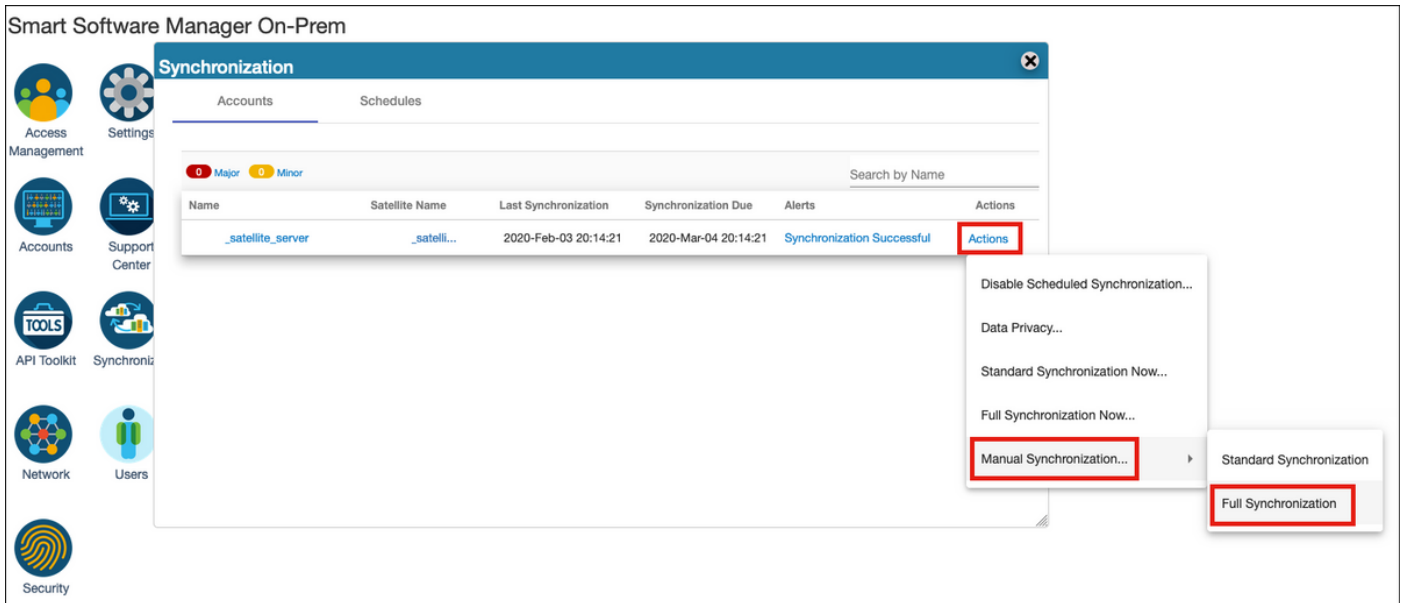 Smart Software Manager On-Prem
Synchronization
Accounts
Schedules
Access
Management
Settings
0 Major 0 Minor
Search by Name
Name
Satellite Name
Last Synchronization
Synchronization Due
Alerts
Actions
_satellite_server
_satelli...
2020-Feb-03 20:14:21
2020-Mar-04 20:14:21
Synchronization Successful
Actions
Accounts
Support
Center
Disable Scheduled Synchronization...
Data Privacy...
TOOLS
API Toolkit
Synchroniz
Standard Synchronization Now...
Full Synchronization Now...
Manual Synchronization...
Standard Synchronization
Full Synchronization
Network
Users
Security